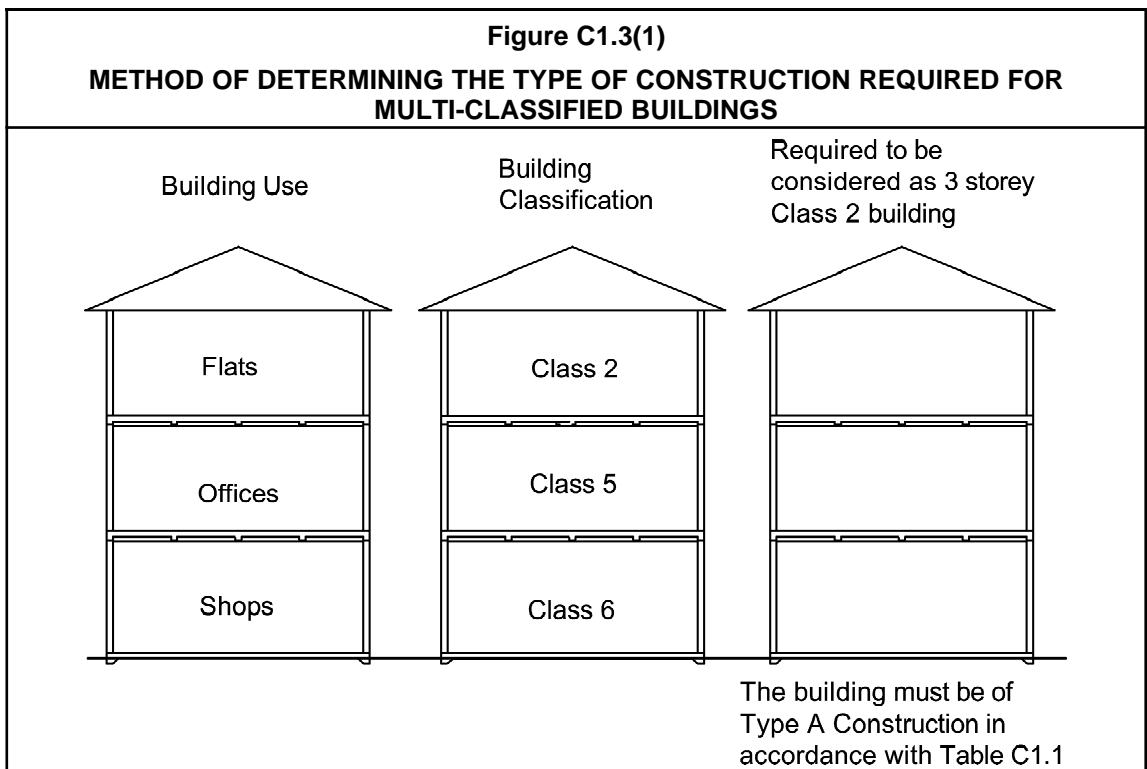 Figure C1.3(1)
METHOD OF DETERMINING THE TYPE OF CONSTRUCTION REQUIRED FOR
MULTI-CLASSIFIED BUILDINGS
Building Use
Building
Classification
Required to be
considered as 3 storey
Class 2 building
Flats
Class 2
Offices
Class 5
Shops
Class 6
The building must be of
Type A Construction in
accordance with Table C1.1